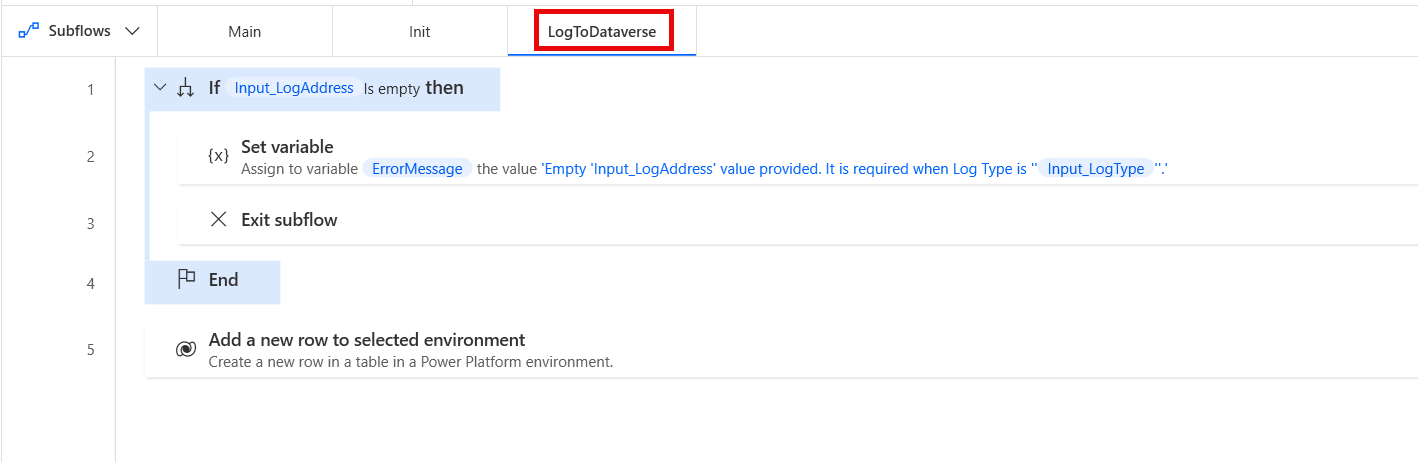 Subflows Main Init LogToDataverse
1 If Input_LogAddress Is empty then
2 Set variable
Assign to variable ErrorMessage the value 'Empty 'Input_LogAddress' value provided. It is required when Log Type is '' Input_LogType ''.'
3 Exit subflow
4 End
5 Add a new row to selected environment
Create a new row in a table in a Power Platform environment.